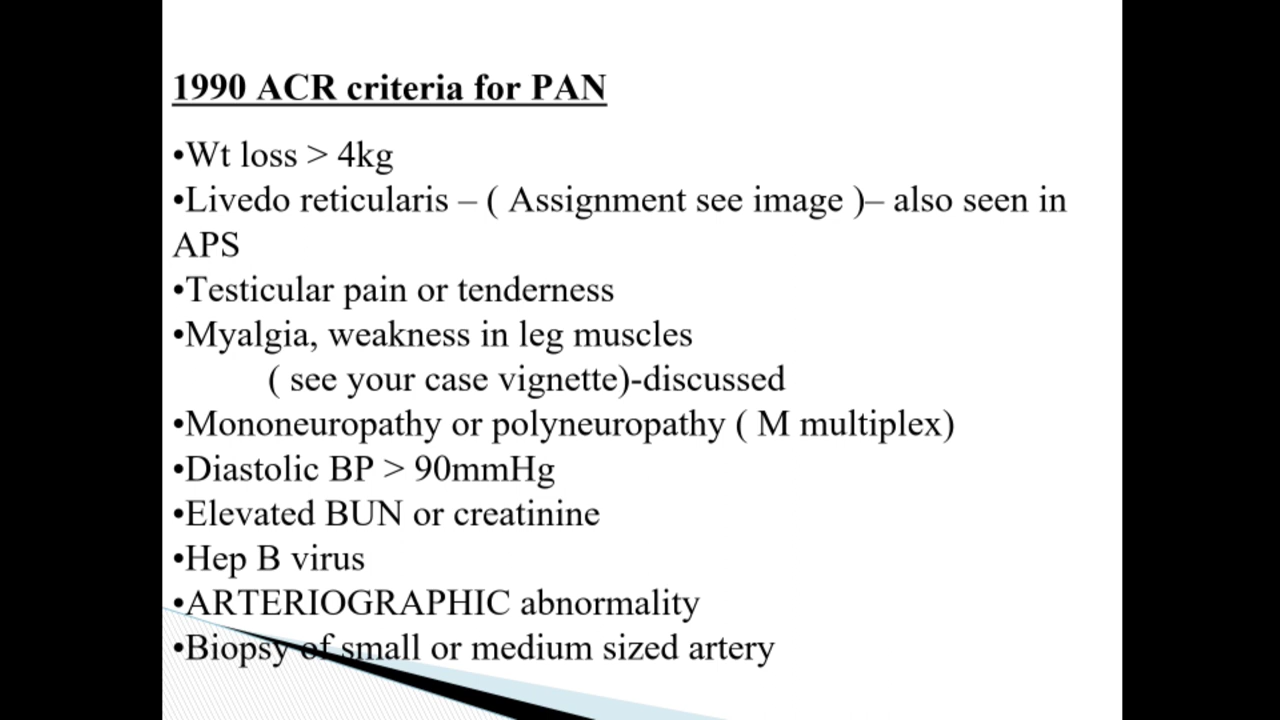 1990 ACR criteria for PAN
•Wt loss > 4kg
•Livedo reticularis – ( Assignment see image )– also seen in
APS
•Testicular pain or tenderness
•Myalgia, weakness in leg muscles
( see your case vignette)-discussed
•Mononeuropathy or polyneuropathy ( M multiplex)
•Diastolic BP > 90mmHg
•Elevated BUN or creatinine
•Hep B virus
•ARTERIOGRAPHIC abnormality
•Biopsy of small or medium sized artery